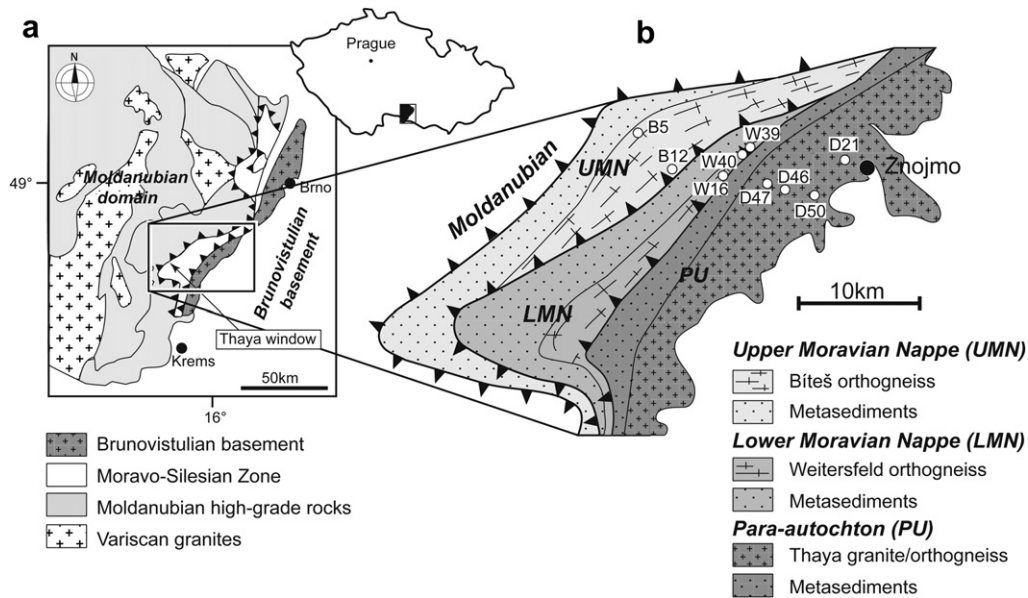 a
N
Prague
49°
Moldanubian
domain
Brno
Brunovistulian
basement
Thaya window
Krems
50km
16°
Brunovistulian basement
Moravo-Silesian Zone
Moldanubian high-grade rocks
Variscan granites
b
Moldanubian
UMN
B5
B12
W39
W40
W16
D21
Znojmo
D46
D47
D50
PU
LMN
10km
Upper Moravian Nappe (UMN)
Bíteš orthogneiss
Metasediments
Lower Moravian Nappe (LMN)
Weitersfeld orthogneiss
Metasediments
Para-autochton (PU)
Thaya granite/orthogneiss
Metasediments